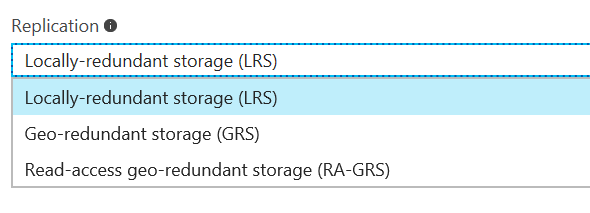 Replication
Locally-redundant storage (LRS)
Locally-redundant storage (LRS)
Geo-redundant storage (GRS)
Read-access geo-redundant storage (RA-GRS)